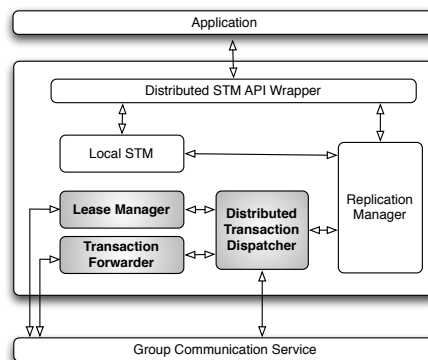 Application
Distributed STM API Wrapper
Local STM
Replication
Manager
Lease Manager
Distributed
Transaction
Dispatcher
Transaction
Forwarder
Group Communication Service